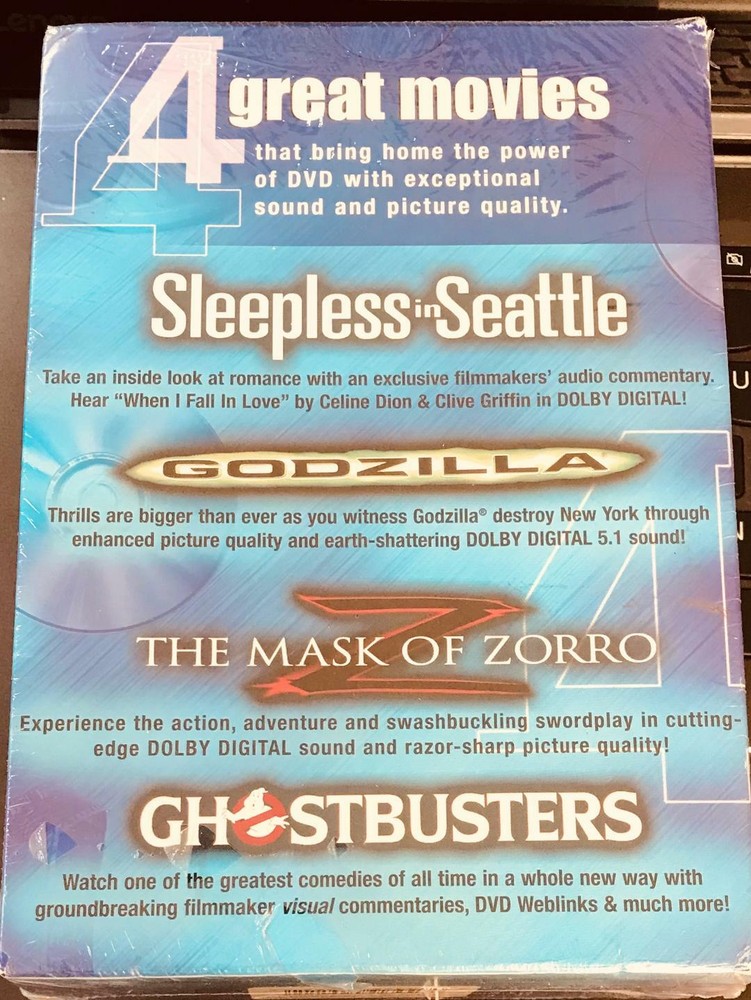 4 great movies
that bring home the power
of DVD with exceptional
sound and picture quality.
Sleepless in Seattle
Take an inside look at romance with an exclusive filmmakers' audio commentary.
Hear "When I Fall In Love" by Celine Dion & Clive Griffin in DOLBY DIGITAL!
GODZILLA
Thrills are bigger than ever as you witness Godzilla® destroy New York through
enhanced picture quality and earth-shattering DOLBY DIGITAL 5.1 sound!
THE MASK OF ZORRO
Experience the action, adventure and swashbuckling swordplay in cutting-
edge DOLBY DIGITAL sound and razor-sharp picture quality!
GHOSTBUSTERS
Watch one of the greatest comedies of all time in a whole new way with
groundbreaking filmmaker visual commentaries, DVD Weblinks & much more!
U
N